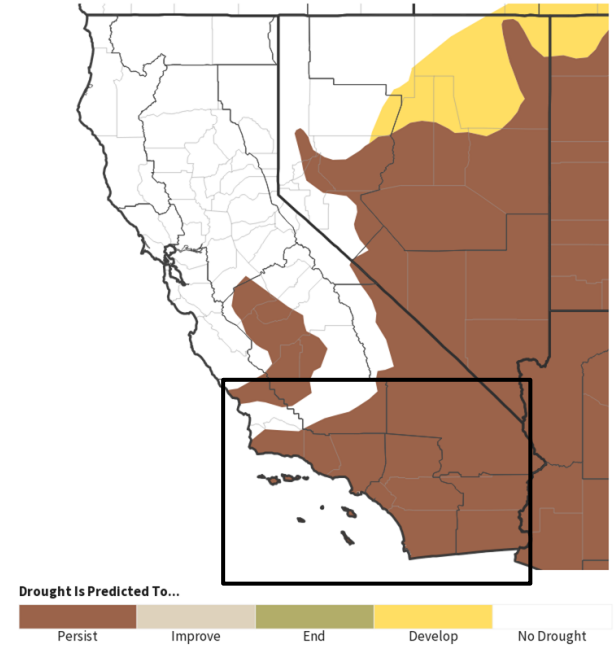 Drought Is Predicted To...
Persist
Improve
End
Develop
No Drought